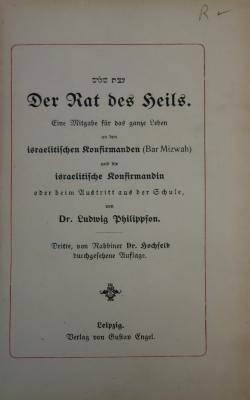 R
עצת שלום
Der Rat des Heils.
Eine Mitgabe für das ganze Leben
an den
israelitischen Konfirmanden (Bar Mizwah)
und die
israelitische Konfirmandin
oder beim Austritt aus der Schule,
von
Dr. Ludwig Philippson.
Dritte, von Rabbiner Dr. Hochfeld
durchgesehene Auflage.
Leipzig.
Verlag von Gustav Engel.